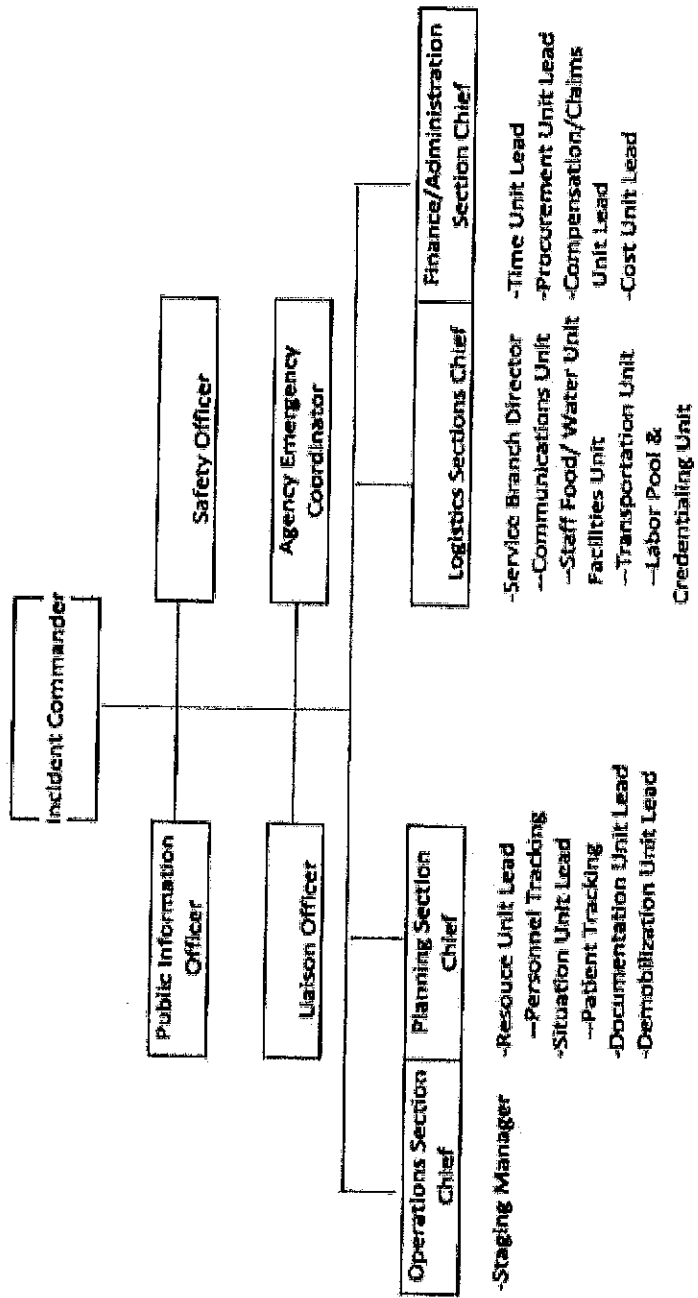 Incident Commander
Public Information
Officer
Safety Officer
Liaison Officer
Agency Emergency
Coordinator
Operations Section
Chief
Planning Section
Chief
Logistics Sections Chief
Finance/Administration
Section Chief
-Staging Manager
-Resouce Unit Lead
--Personnel Tracking
-Situation Unit Lead
--Patient Tracking
-Documentation Unit Lead
-Demobilization Unit Lead
-Service Branch Director
--Communications Unit
--Staff Food/ Water Unit
Facilities Unit
--Transportation Unit
--Labor Pool &
Credentialing Unit
-Time Unit Lead
-Procurement Unit Lead
-Compensation/Claims
Unit Lead
-Cost Unit Lead